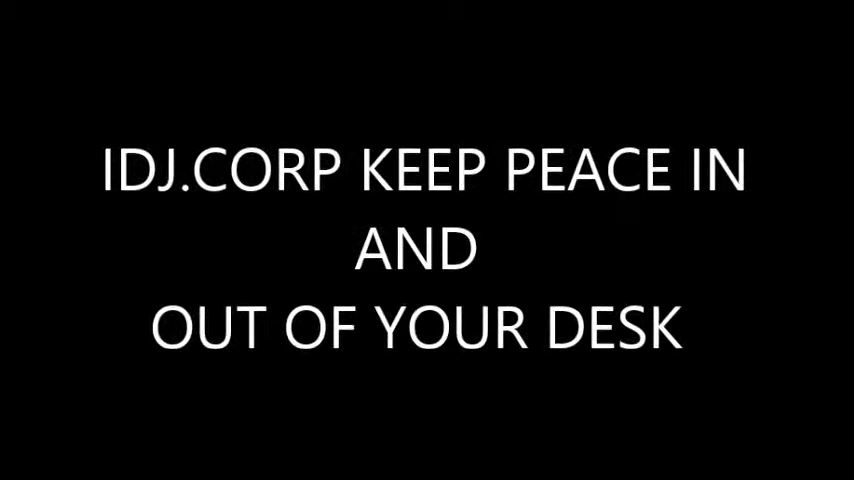 IDJ.CORP KEEP PEACE IN
AND
OUT OF YOUR DESK